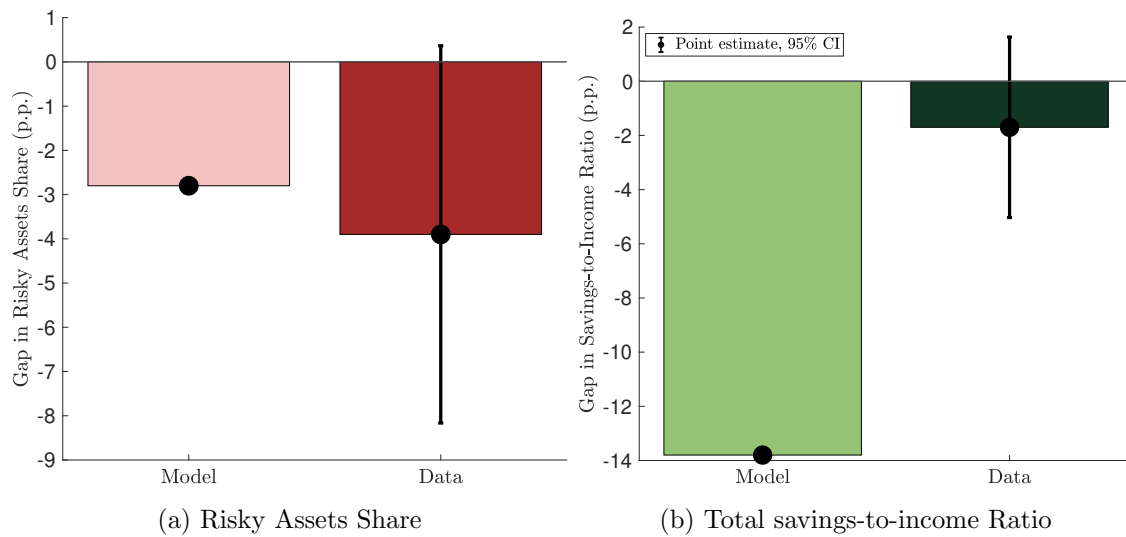 Gap in Risky Assets Share (p.p.)
1
0
-1
-2
-3
-4
-5
-6
-7
-8
-9
Model
Data
(a) Risky Assets Share
Gap in Savings-to-Income Ratio (p.p.)
2
0
-2
-4
-6
-8
-10
-12
-14
Point estimate, 95% CI
Model
Data
(b) Total savings-to-income Ratio